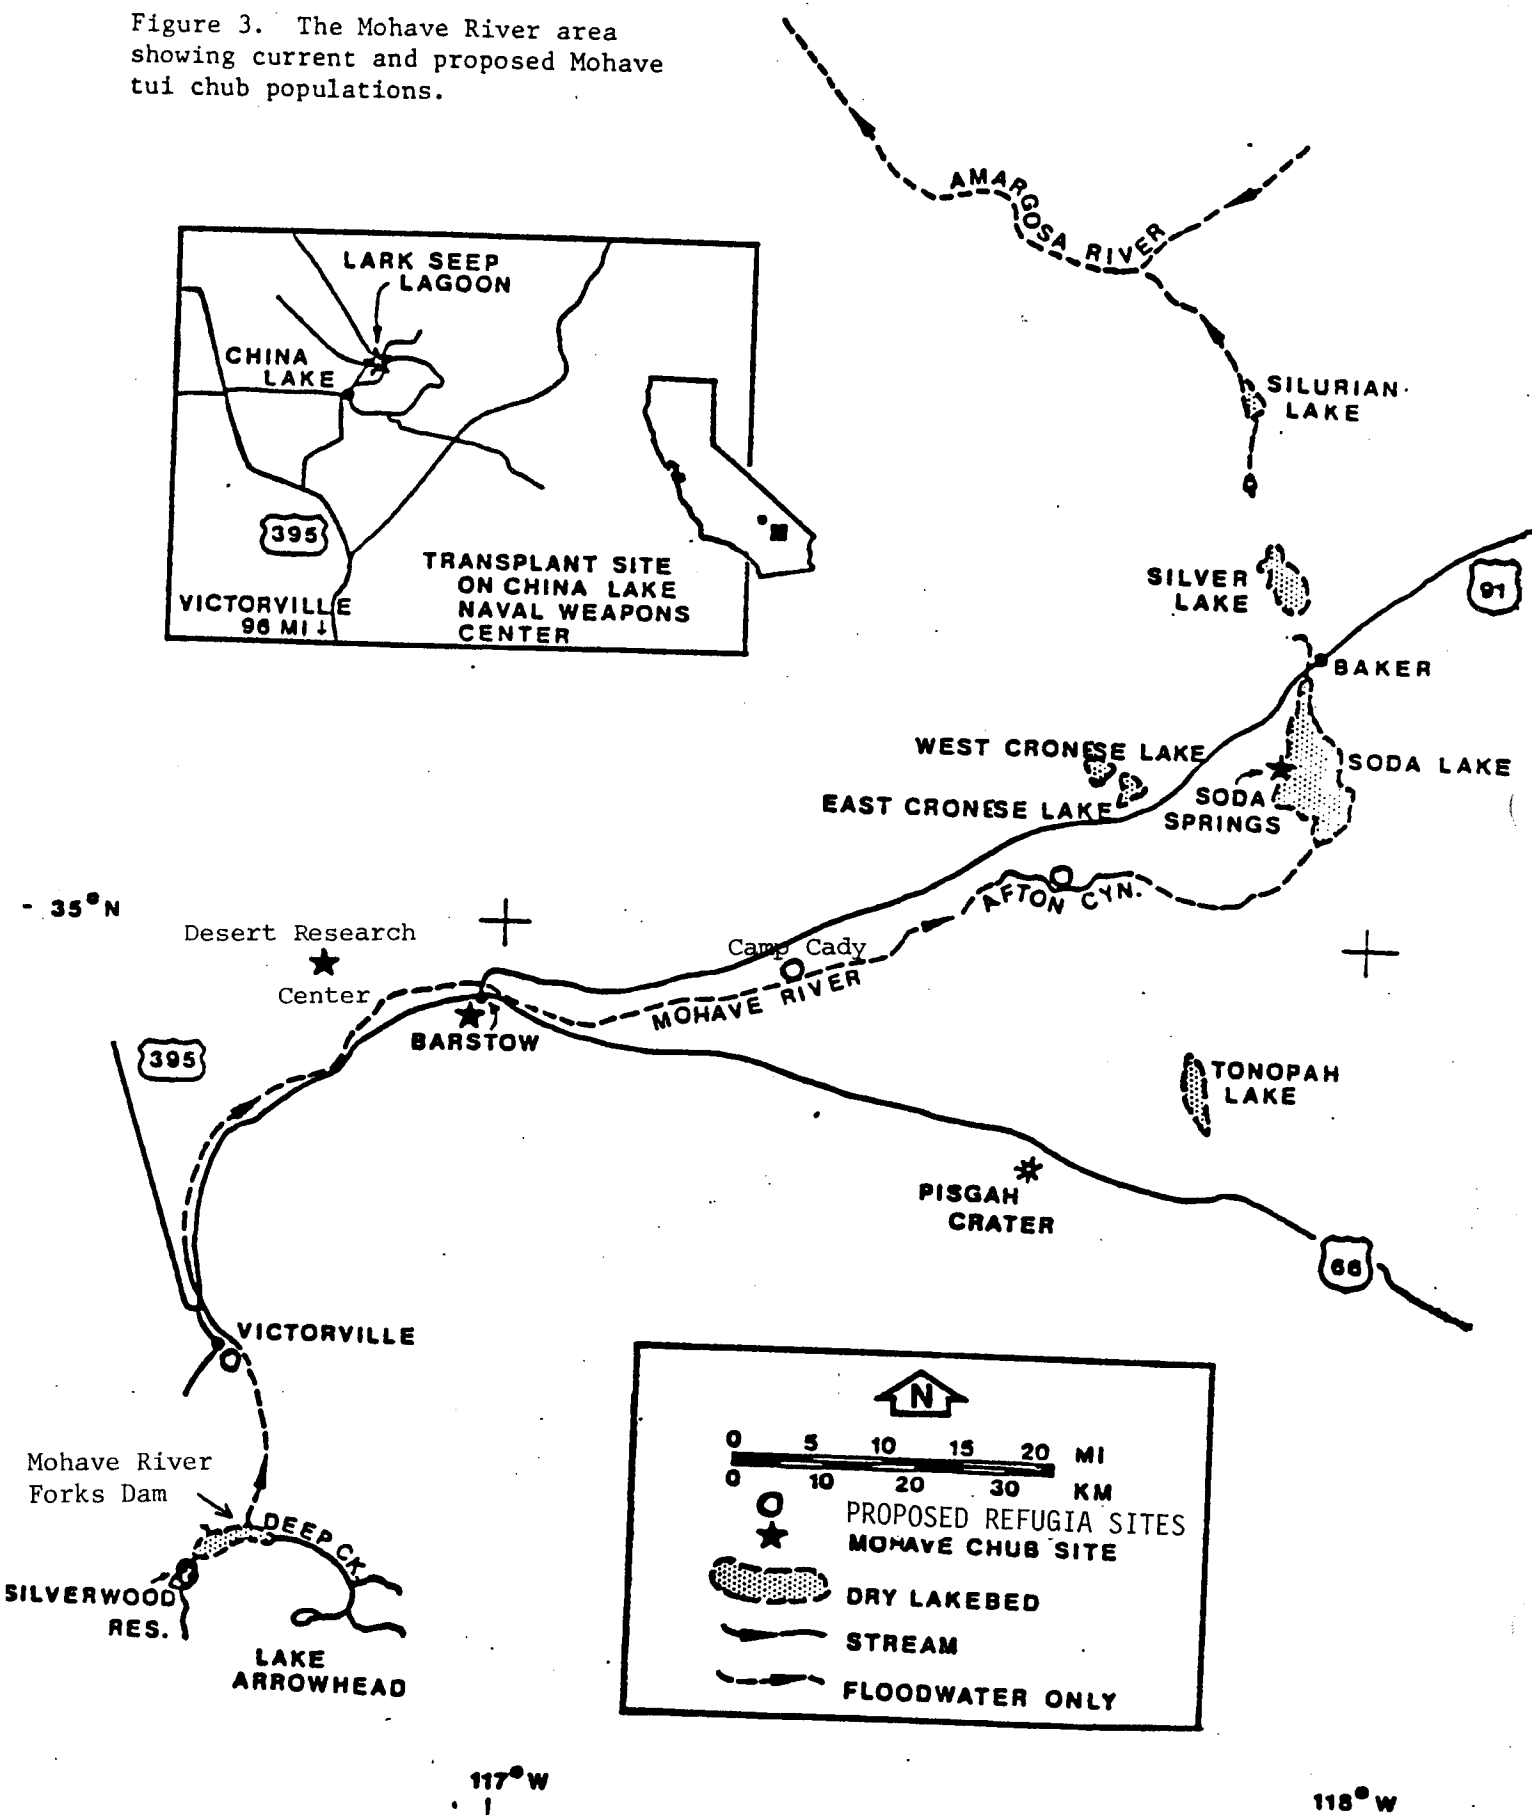 Figure 3. The Mohave River area
showing current and proposed Mohave
tui chub populations.
AMARGOSA RIVER
LARK SEEP
LAGOON
CHINA
LAKE
395
VICTORVILLE
96 MI ↓
TRANSPLANT SITE
ON CHINA LAKE
NAVAL WEAPONS
CENTER
SILURIAN
LAKE
SILVER
LAKE
91
BAKER
WEST CRONESE LAKE
EAST CRONESE LAKE
SODA
SPRINGS
SODA LAKE
AFTON CYN.
- 35°N
Desert Research
Center
Camp Cady
MOHAVE RIVER
BARSTOW
395
TONOPAH
LAKE
PISGAH
CRATER
66
VICTORVILLE
Mohave River
Forks Dam
DEEP CK.
SILVERWOOD
RES.
LAKE
ARROWHEAD
N
0 5 10 15 20 MI
0 10 20 30 KM
PROPOSED REFUGIA SITES
MOHAVE CHUB SITE
DRY LAKEBED
STREAM
FLOODWATER ONLY
117°W
118°W